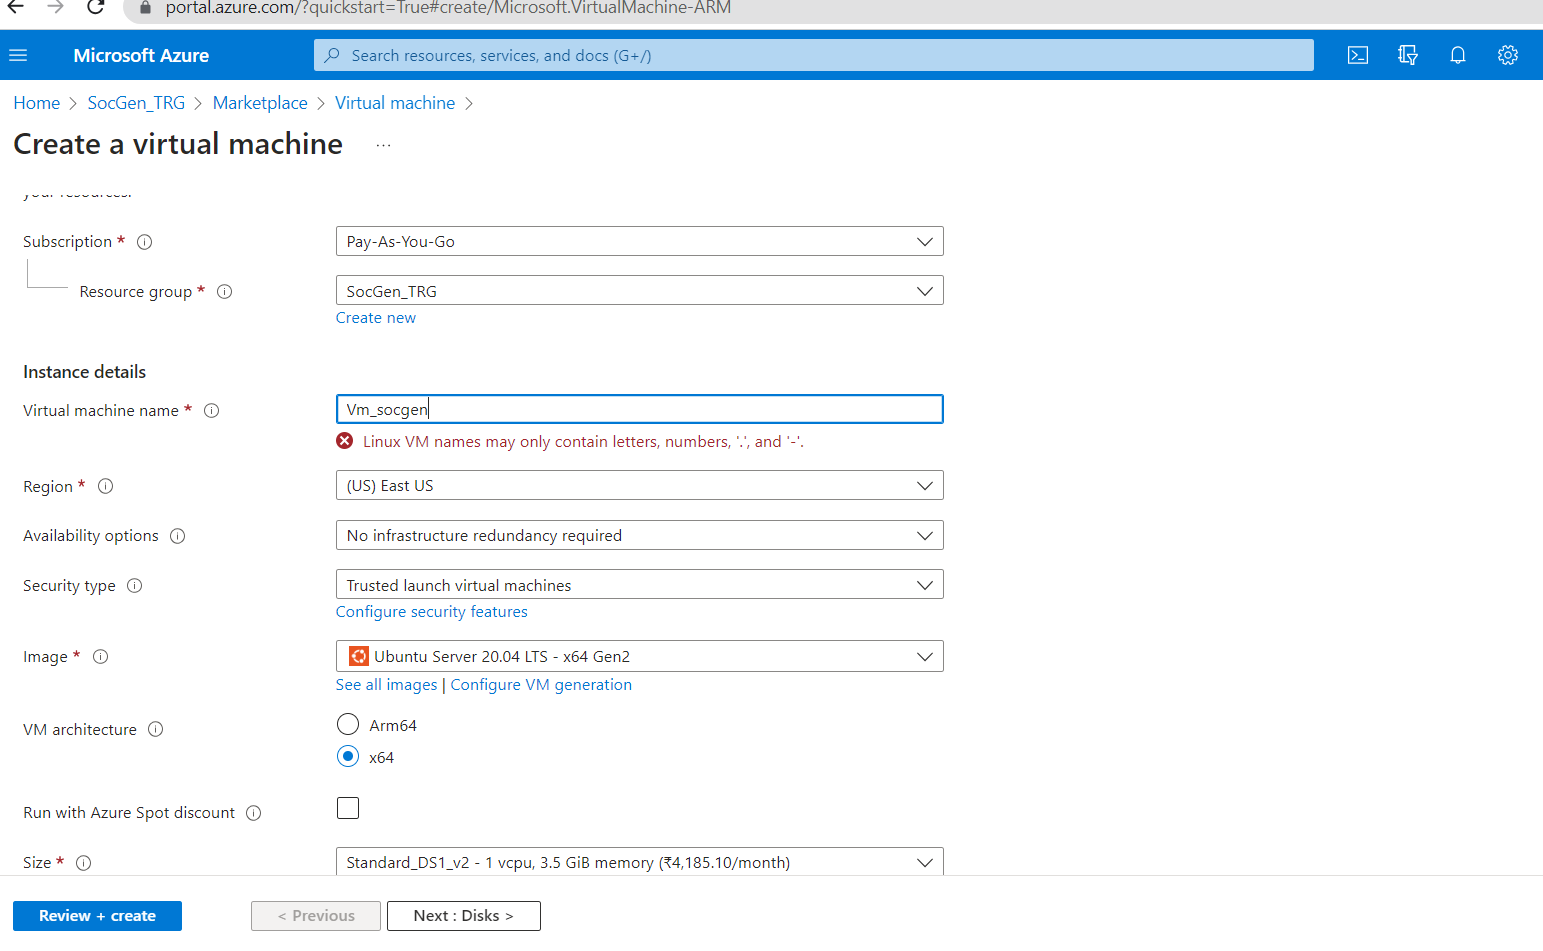 portal.azure.com/?quickstart=True#create/Microsoft.VirtualMachine-ARM
Microsoft Azure
Search resources, services, and docs (G+/)
Home > SocGen_TRG > Marketplace > Virtual machine >
Create a virtual machine ...
your resources.
Subscription *
Pay-As-You-Go
Resource group *
SocGen_TRG
Create new
Instance details
Virtual machine name *
Vm_socgen
Linux VM names may only contain letters, numbers, '.', and '-'.
Region *
(US) East US
Availability options
No infrastructure redundancy required
Security type
Trusted launch virtual machines
Configure security features
Image *
Ubuntu Server 20.04 LTS - x64 Gen2
See all images | Configure VM generation
VM architecture
Arm64
x64
Run with Azure Spot discount
Size *
Standard_DS1_v2 - 1 vcpu, 3.5 GiB memory (₹4,185.10/month)
Review + create
< Previous
Next : Disks >